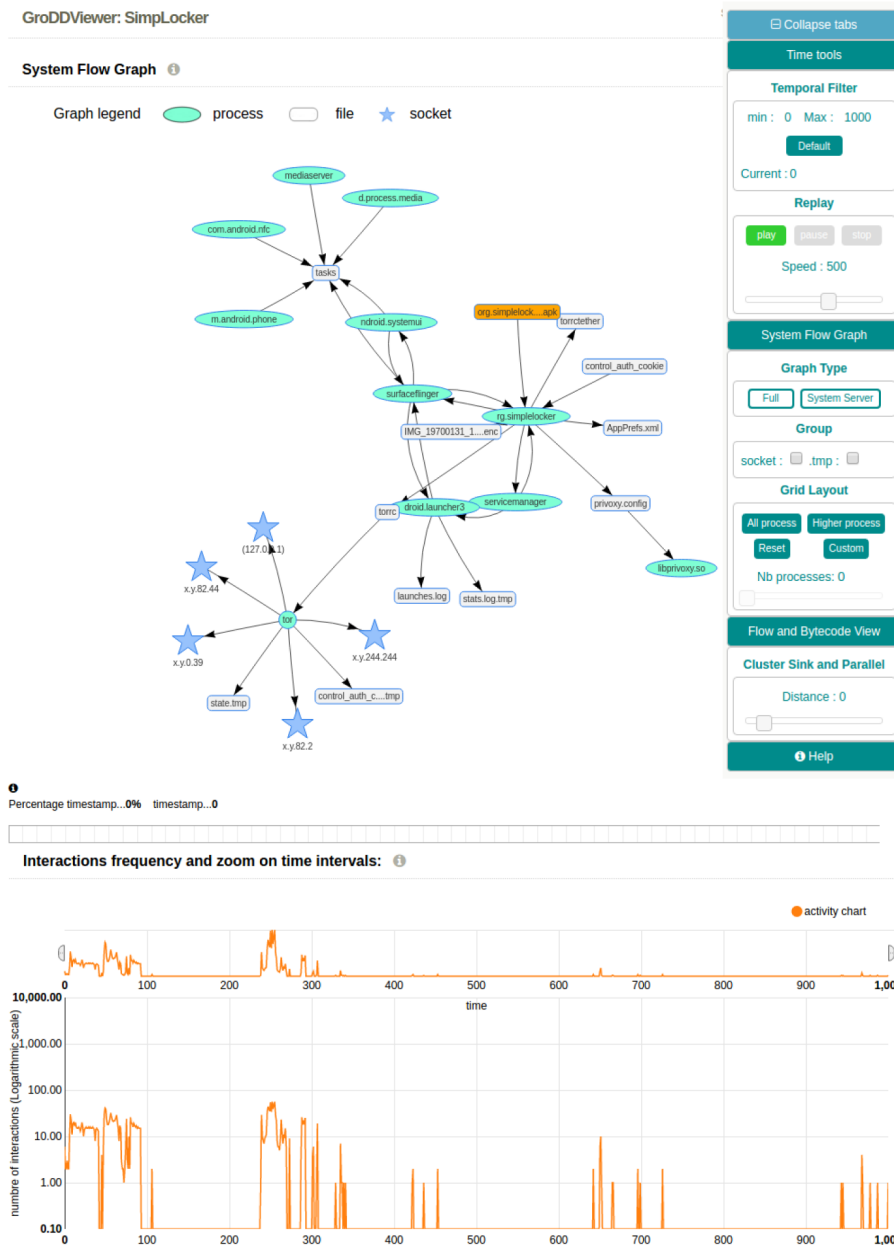 GroDDViewer: SimpLocker
System Flow Graph
Graph legend process file socket
mediaserver
d.process.media
com.android.nfc
tasks
m.android.phone
ndroid.systemui
org.simplelock....apk
torrctether
control_auth_cookie
surfaceflinger
rg.simplelocker
AppPrefs.xml
IMG_19700131_1....enc
torrc
droid.launcher3
servicemanager
privoxy.config
libprivoxy.so
launches.log
stats.log.tmp
x.y.82.44
tor
x.y.0.39
x.y.244.244
state.tmp
control_auth_c....tmp
x.y.82.2
Collapse tabs
Time tools
Temporal Filter
min : 0 Max : 1000
Default
Current : 0
Replay
play pause stop
Speed : 500
System Flow Graph
Graph Type
Full System Server
Group
socket : .tmp :
Grid Layout
All process Higher process
Reset Custom
Nb processes: 0
Flow and Bytecode View
Cluster Sink and Parallel
Distance : 0
Help
Percentage timestamp...0% timestamp...0
Interactions frequency and zoom on time intervals:
activity chart
0 100 200 300 400 500 600 700 800 900 1,00
time
numbre of interactions (Logarithmic scale)
10,000.00
1,000.00
100.00
10.00
1.00
0.10
0 100 200 300 400 500 600 700 800 900 1,00